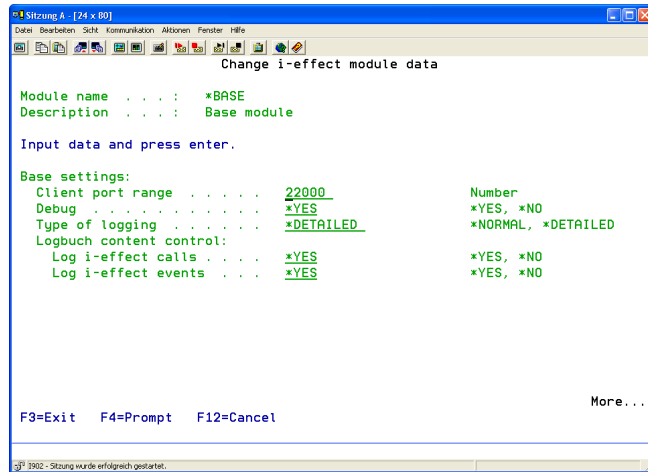 Sitzung A - [24 x 80]
Datei Bearbeiten Sicht Kommunikation Aktionen Fenster Hilfe
Change i-effect module data
Module name . . . : *BASE
Description . . . : Base module
Input data and press enter.
Base settings:
Client port range . . . . . 22000 Number
Debug . . . . . . . . . . . *YES *YES, *NO
Type of logging . . . . . . *DETAILED *NORMAL, *DETAILED
Logbuch content control:
Log i-effect calls . . . . *YES *YES, *NO
Log i-effect events . . . *YES *YES, *NO
More...
F3=Exit F4=Prompt F12=Cancel
I902 - Sitzung wurde erfolgreich gestartet.